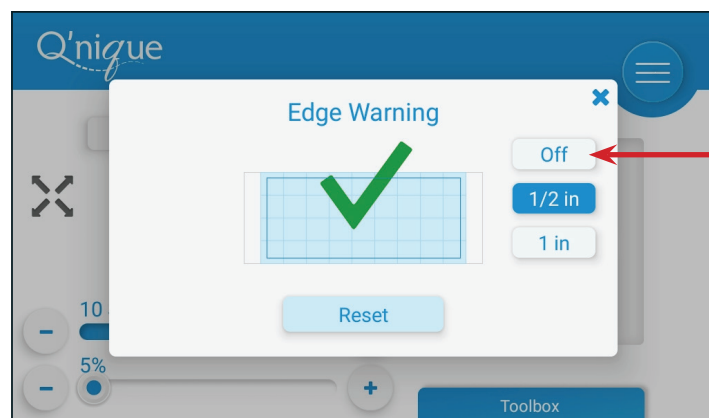 Q'nique
Edge Warning
Off
1/2 in
1 in
Reset
10
5%
Toolbox